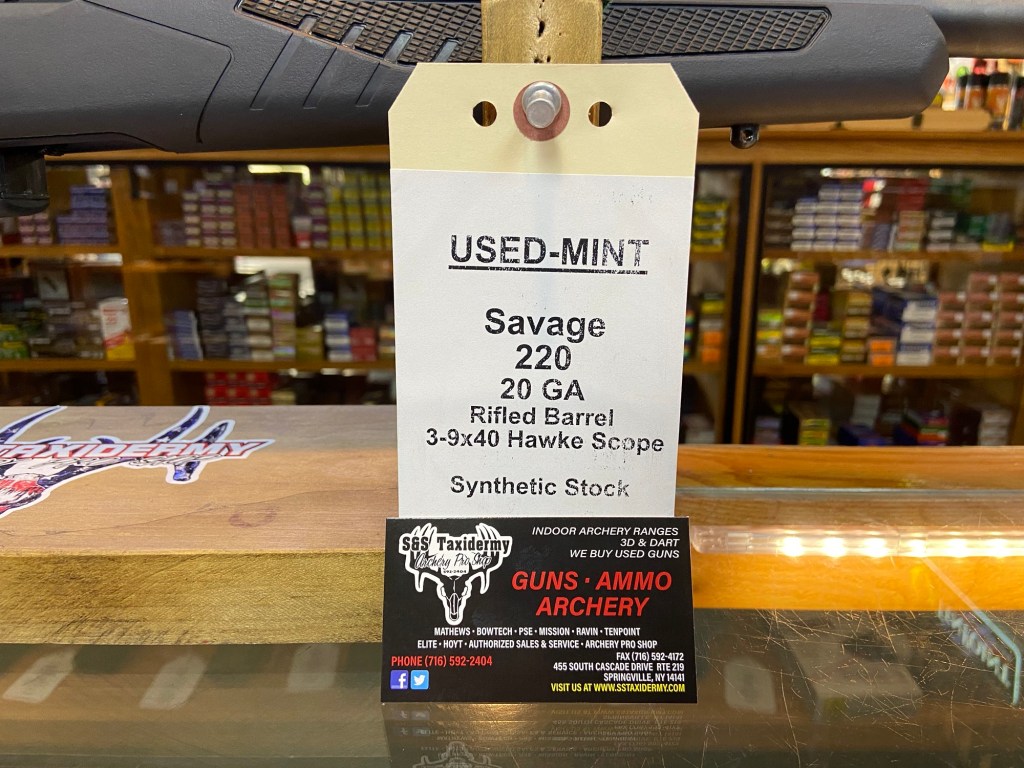 USED-MINT
Savage
220
20 GA
Rifled Barrel
3-9x40 Hawke Scope
Synthetic Stock
TAXIDERMY
S&S Taxidermy
Archery Pro Shop
592-2404
INDOOR ARCHERY RANGES
3D & DART
WE BUY USED GUNS
GUNS · AMMO
ARCHERY
MATHEWS · BOWTECH · PSE · MISSION · RAVIN · TENPOINT
ELITE · HOYT · AUTHORIZED SALES & SERVICE · ARCHERY PRO SHOP
PHONE (716) 592-2404
FAX (716) 592-4172
455 SOUTH CASCADE DRIVE RTE 219
SPRINGVILLE, NY 14141
VISIT US AT WWW.SSTAXIDERMY.COM